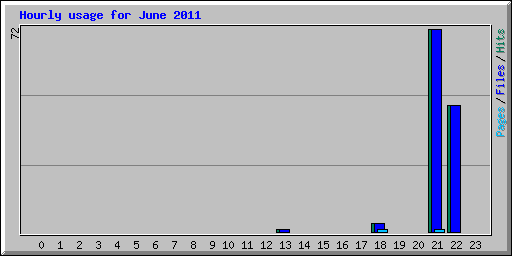 Hourly usage for June 2011
72
Pages/Files/Hits
0 1 2 3 4 5 6 7 8 9 10 11 12 13 14 15 16 17 18 19 20 21 22 23